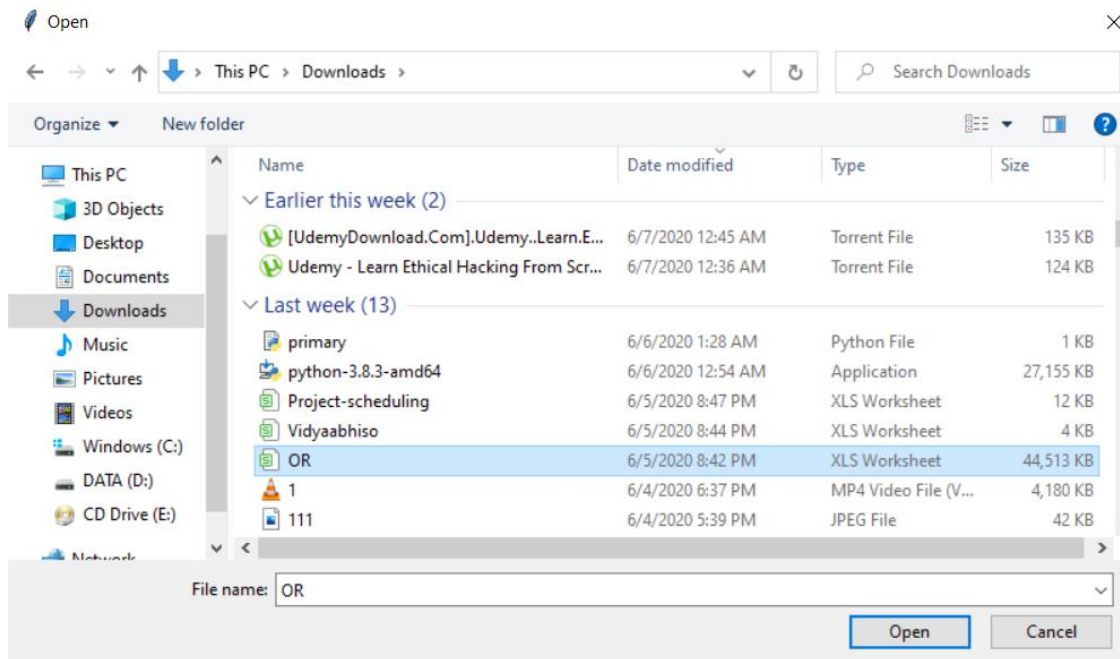 Open
This PC > Downloads >
Search Downloads
Organize
New folder
Name Date modified Type Size
This PC
3D Objects
Desktop
Documents
Downloads
Music
Pictures
Videos
Windows (C:)
DATA (D:)
CD Drive (E:)
Network
Earlier this week (2)
[UdemyDownload.Com].Udemy..Learn.E... 6/7/2020 12:45 AM Torrent File 135 KB
Udemy - Learn Ethical Hacking From Scr... 6/7/2020 12:36 AM Torrent File 124 KB
Last week (13)
primary 6/6/2020 1:28 AM Python File 1 KB
python-3.8.3-amd64 6/6/2020 12:54 AM Application 27,155 KB
Project-scheduling 6/5/2020 8:47 PM XLS Worksheet 12 KB
Vidyaabhiso 6/5/2020 8:44 PM XLS Worksheet 4 KB
OR 6/5/2020 8:42 PM XLS Worksheet 44,513 KB
1 6/4/2020 6:37 PM MP4 Video File (V... 4,180 KB
111 6/4/2020 5:39 PM JPEG File 42 KB
File name: OR
Open
Cancel